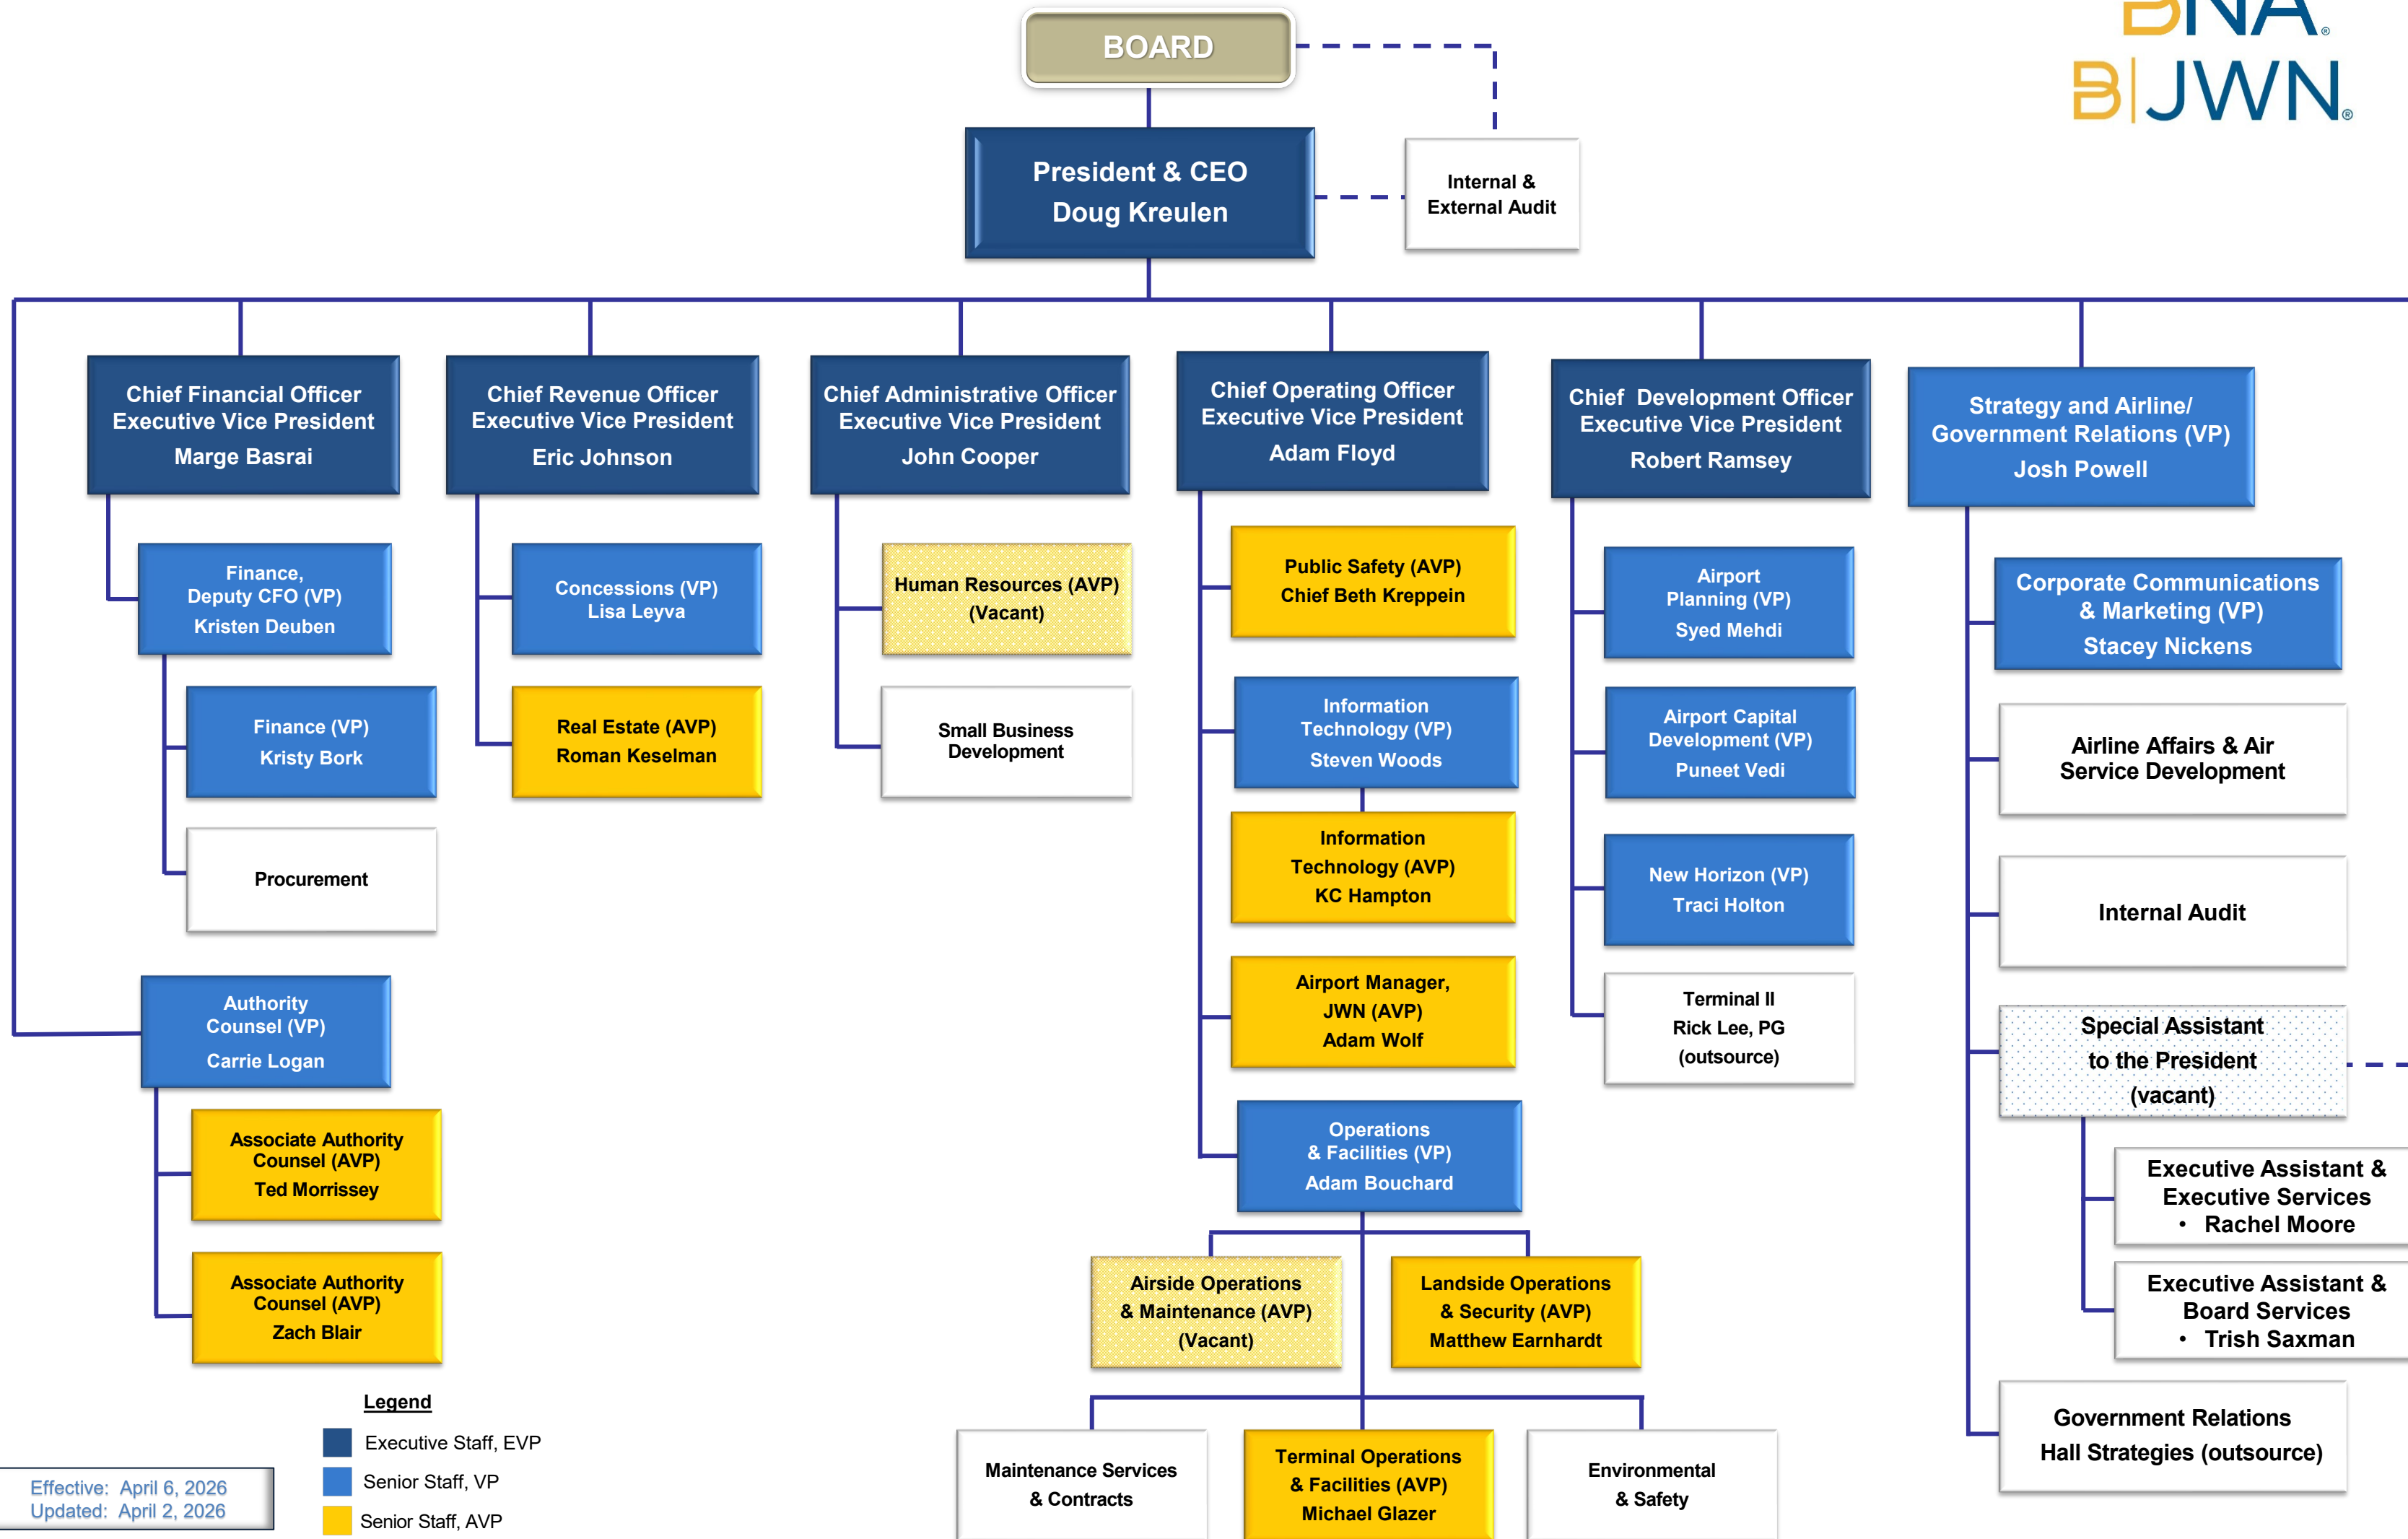 BNA®
B|JWN®
BOARD
President & CEO
Doug Kreulen
Internal &
External Audit
Chief Financial Officer
Executive Vice President
Marge Basrai
Chief Revenue Officer
Executive Vice President
Eric Johnson
Chief Administrative Officer
Executive Vice President
John Cooper
Chief Operating Officer
Executive Vice President
Adam Floyd
Chief Development Officer
Executive Vice President
Robert Ramsey
Strategy and Airline/
Government Relations (VP)
Josh Powell
Finance,
Deputy CFO (VP)
Kristen Deuben
Finance (VP)
Kristy Bork
Procurement
Authority
Counsel (VP)
Carrie Logan
Associate Authority
Counsel (AVP)
Ted Morrissey
Associate Authority
Counsel (AVP)
Zach Blair
Concessions (VP)
Lisa Leyva
Real Estate (AVP)
Roman Keselman
Human Resources (AVP)
(Vacant)
Small Business
Development
Public Safety (AVP)
Chief Beth Kreppein
Information
Technology (VP)
Steven Woods
Information
Technology (AVP)
KC Hampton
Airport Manager,
JWN (AVP)
Adam Wolf
Operations
& Facilities (VP)
Adam Bouchard
Airside Operations
& Maintenance (AVP)
(Vacant)
Landside Operations
& Security (AVP)
Matthew Earnhardt
Maintenance Services
& Contracts
Terminal Operations
& Facilities (AVP)
Michael Glazer
Environmental
& Safety
Airport
Planning (VP)
Syed Mehdi
Airport Capital
Development (VP)
Puneet Vedi
New Horizon (VP)
Traci Holton
Terminal II
Rick Lee, PG
(outsource)
Corporate Communications
& Marketing (VP)
Stacey Nickens
Airline Affairs & Air
Service Development
Internal Audit
Special Assistant
to the President
(vacant)
Executive Assistant &
Executive Services
• Rachel Moore
Executive Assistant &
Board Services
• Trish Saxman
Government Relations
Hall Strategies (outsource)
Legend
Executive Staff, EVP
Senior Staff, VP
Senior Staff, AVP
Effective: April 6, 2026
Updated: April 2, 2026